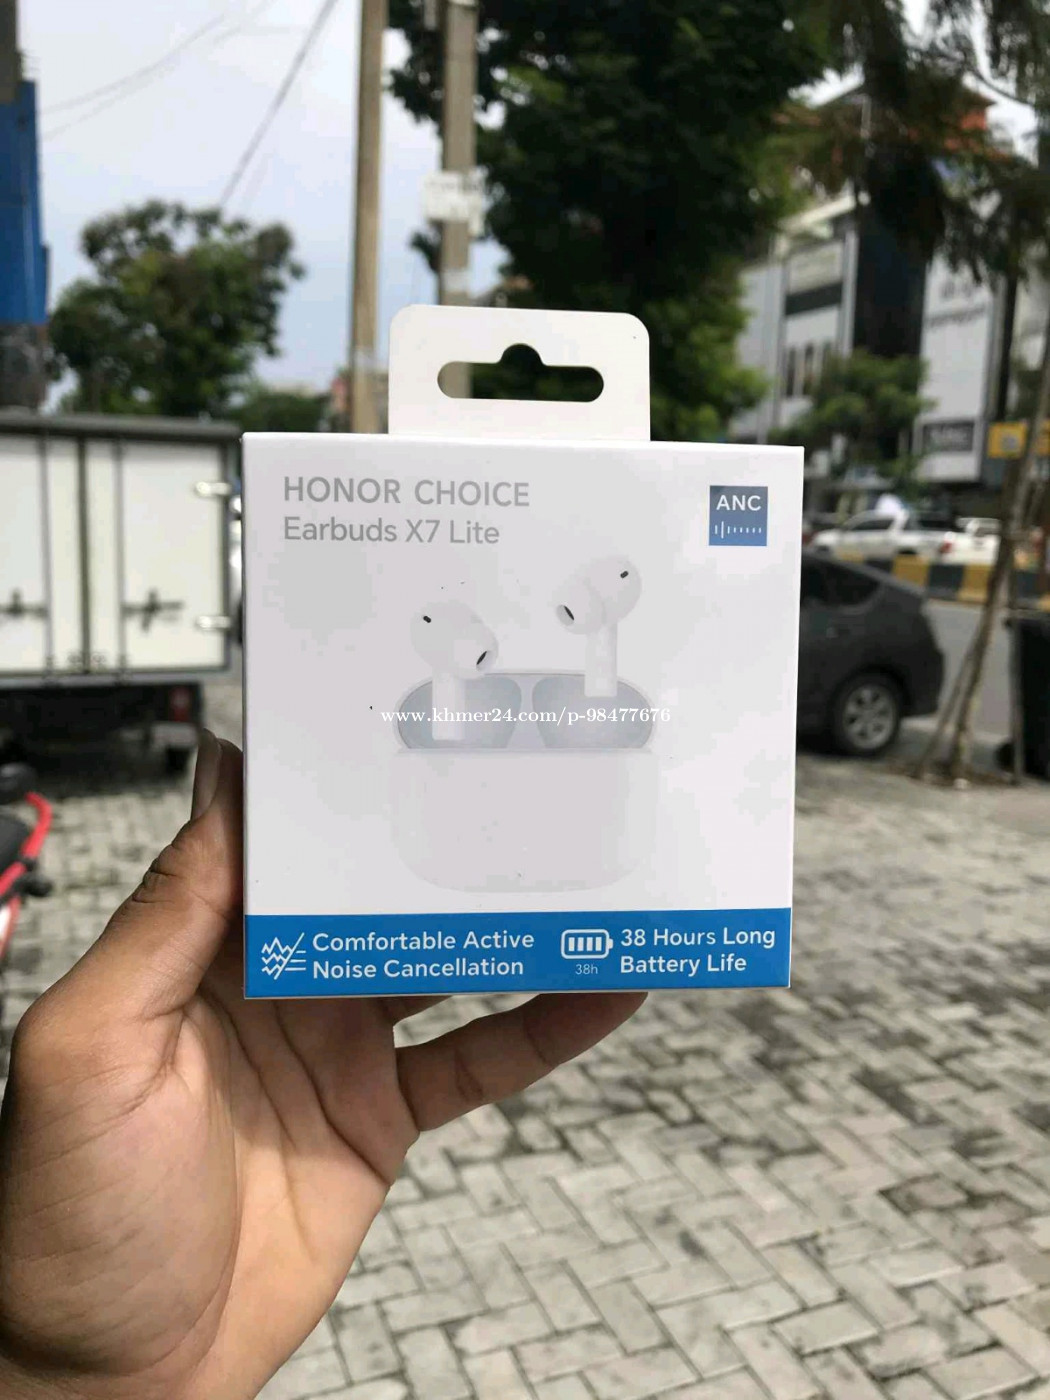 HONOR CHOICE
Earbuds X7 Lite
ANC
www.khmer24.com/p-98477676
Comfortable Active
Noise Cancellation
38h
38 Hours Long
Battery Life